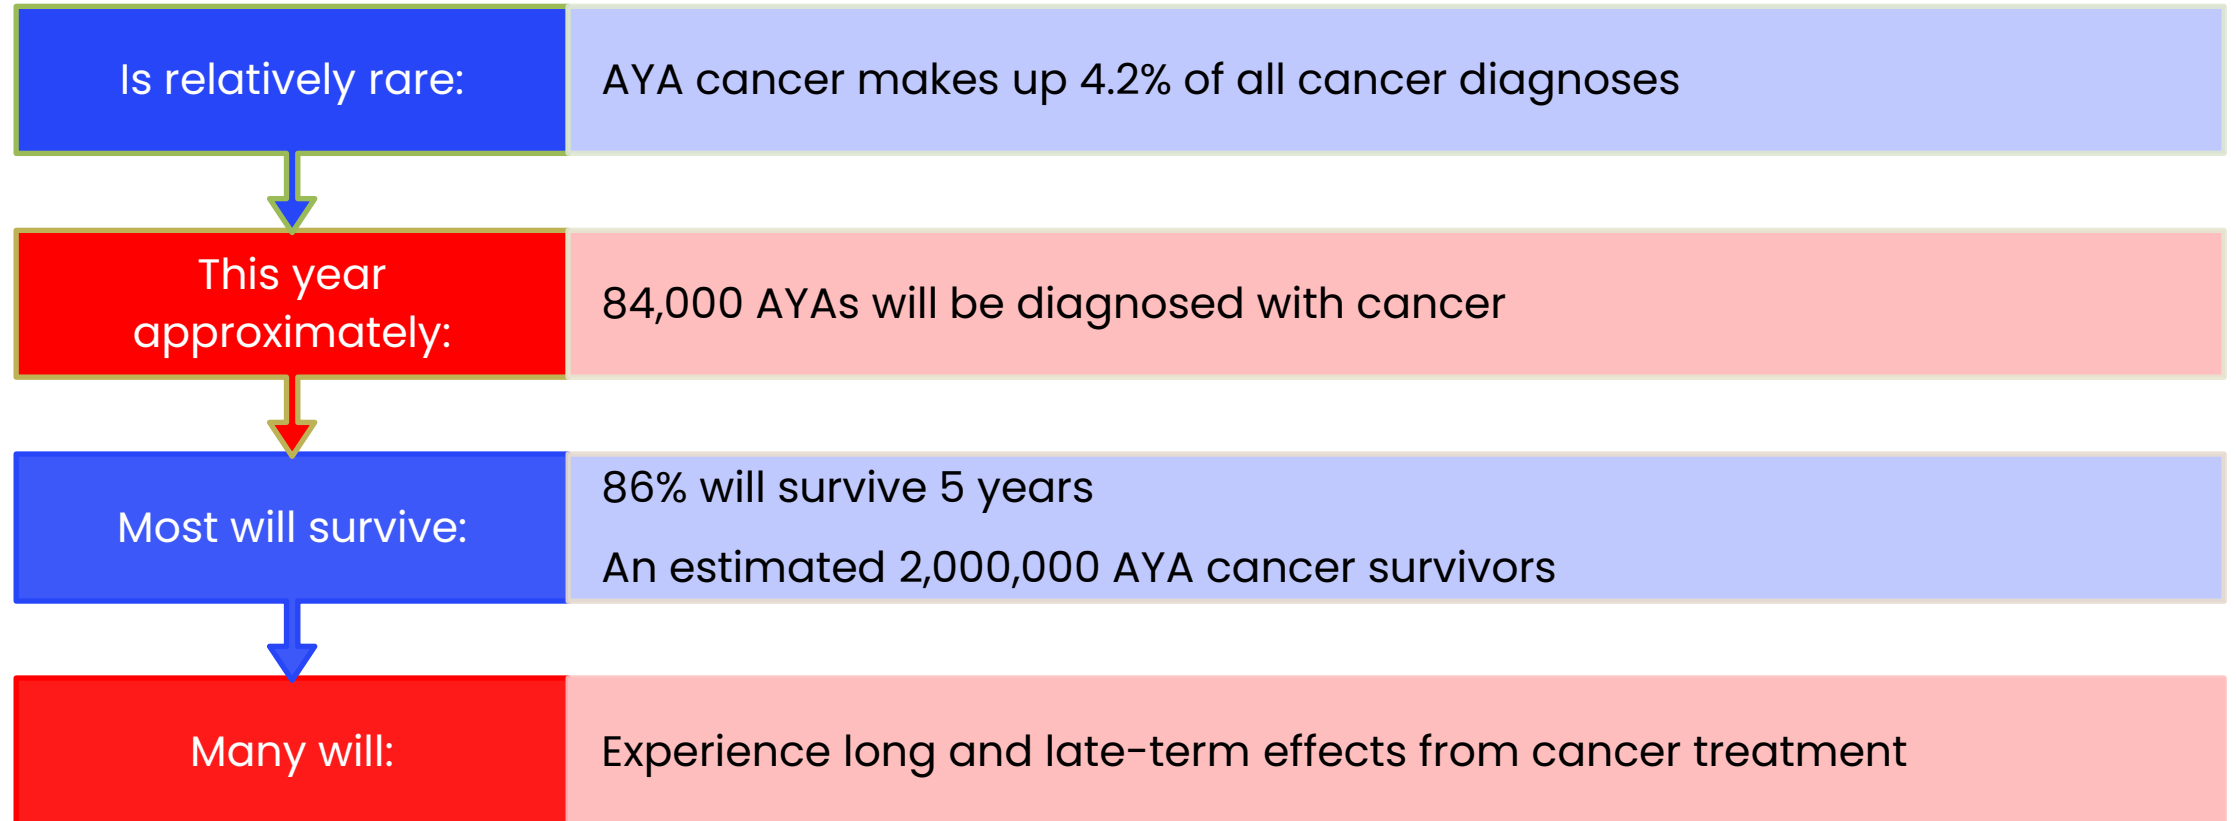 Is relatively rare:
AYA cancer makes up 4.2% of all cancer diagnoses
This year
approximately:
84,000 AYAs will be diagnosed with cancer
Most will survive:
86% will survive 5 years
An estimated 2,000,000 AYA cancer survivors
Many will:
Experience long and late-term effects from cancer treatment